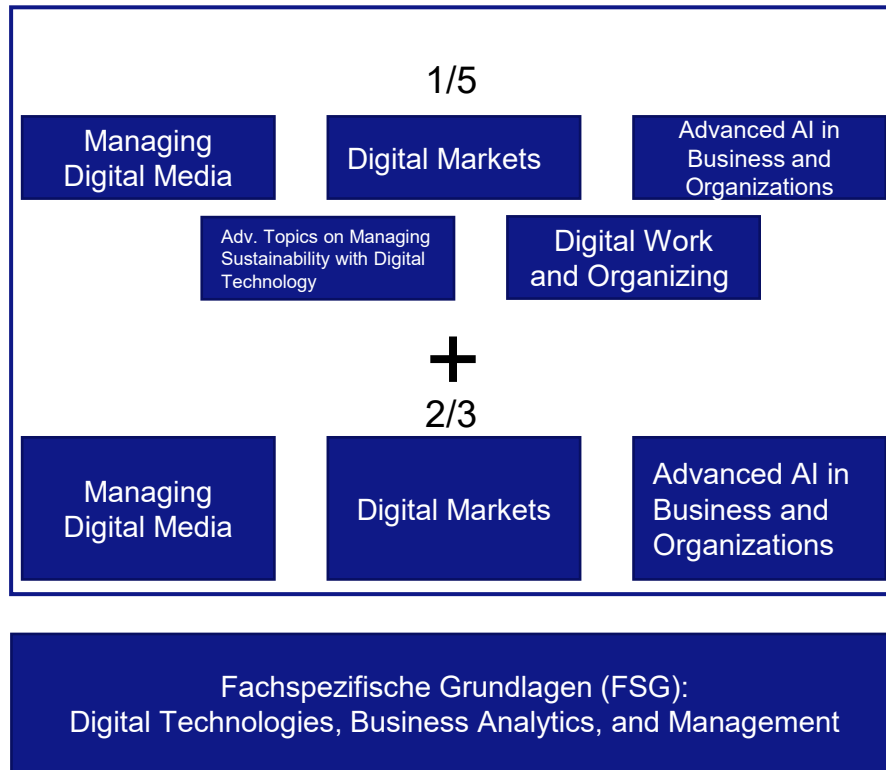 1/5
Managing
Digital Media
Digital Markets
Advanced AI in
Business and
Organizations
Adv. Topics on Managing
Sustainability with Digital
Technology
Digital Work
and Organizing
+
2/3
Managing
Digital Media
Digital Markets
Advanced AI in
Business and
Organizations
Fachspezifische Grundlagen (FSG):
Digital Technologies, Business Analytics, and Management